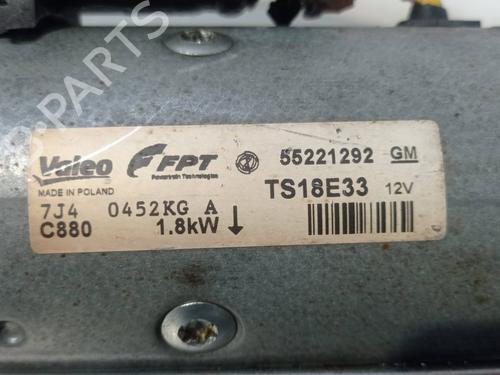 Valeo FPT 55221292 GM
Powertrain Technologies
MADE IN POLAND
TS18E33 12V
7J4 0452KG A
C880 1.8kW
B-PARTS